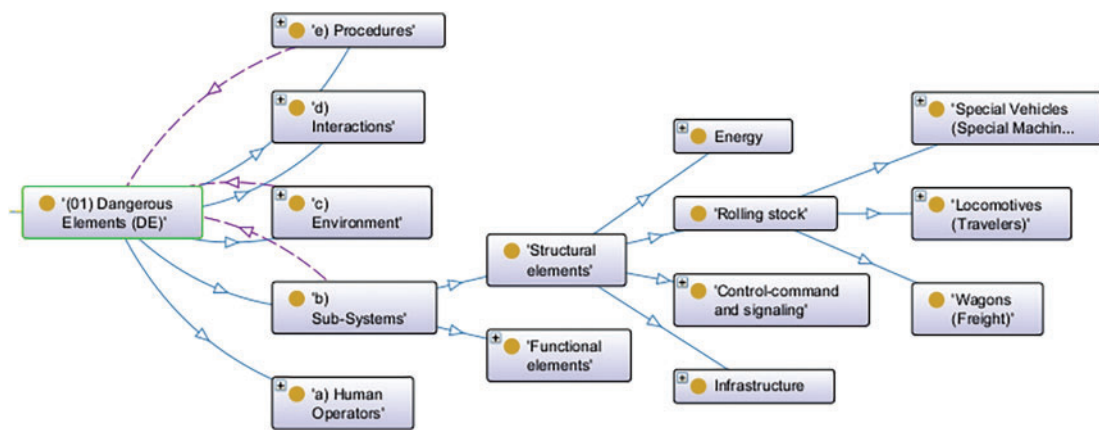 'e) Procedures'
'd)
Interactions'
'(01) Dangerous
Elements (DE)'
'c)
Environment'
'b)
Sub-Systems'
'a) Human
Operators'
'Structural
elements'
'Functional
elements'
Energy
'Rolling stock'
'Control-command
and signaling'
Infrastructure
'Special Vehicles
(Special Machin...
'Locomotives
(Travelers)'
'Wagons
(Freight)'